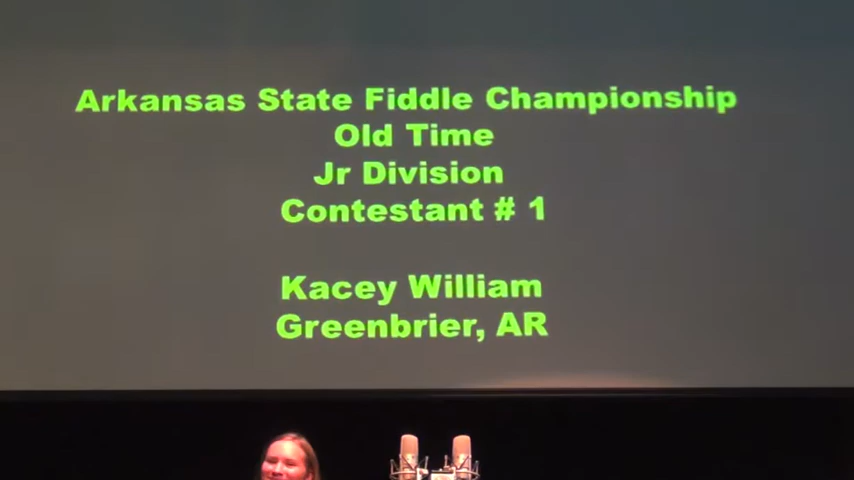 Arkansas State Fiddle Championship
Old Time
Jr Division
Contestant # 1
Kacey William
Greenbrier, AR